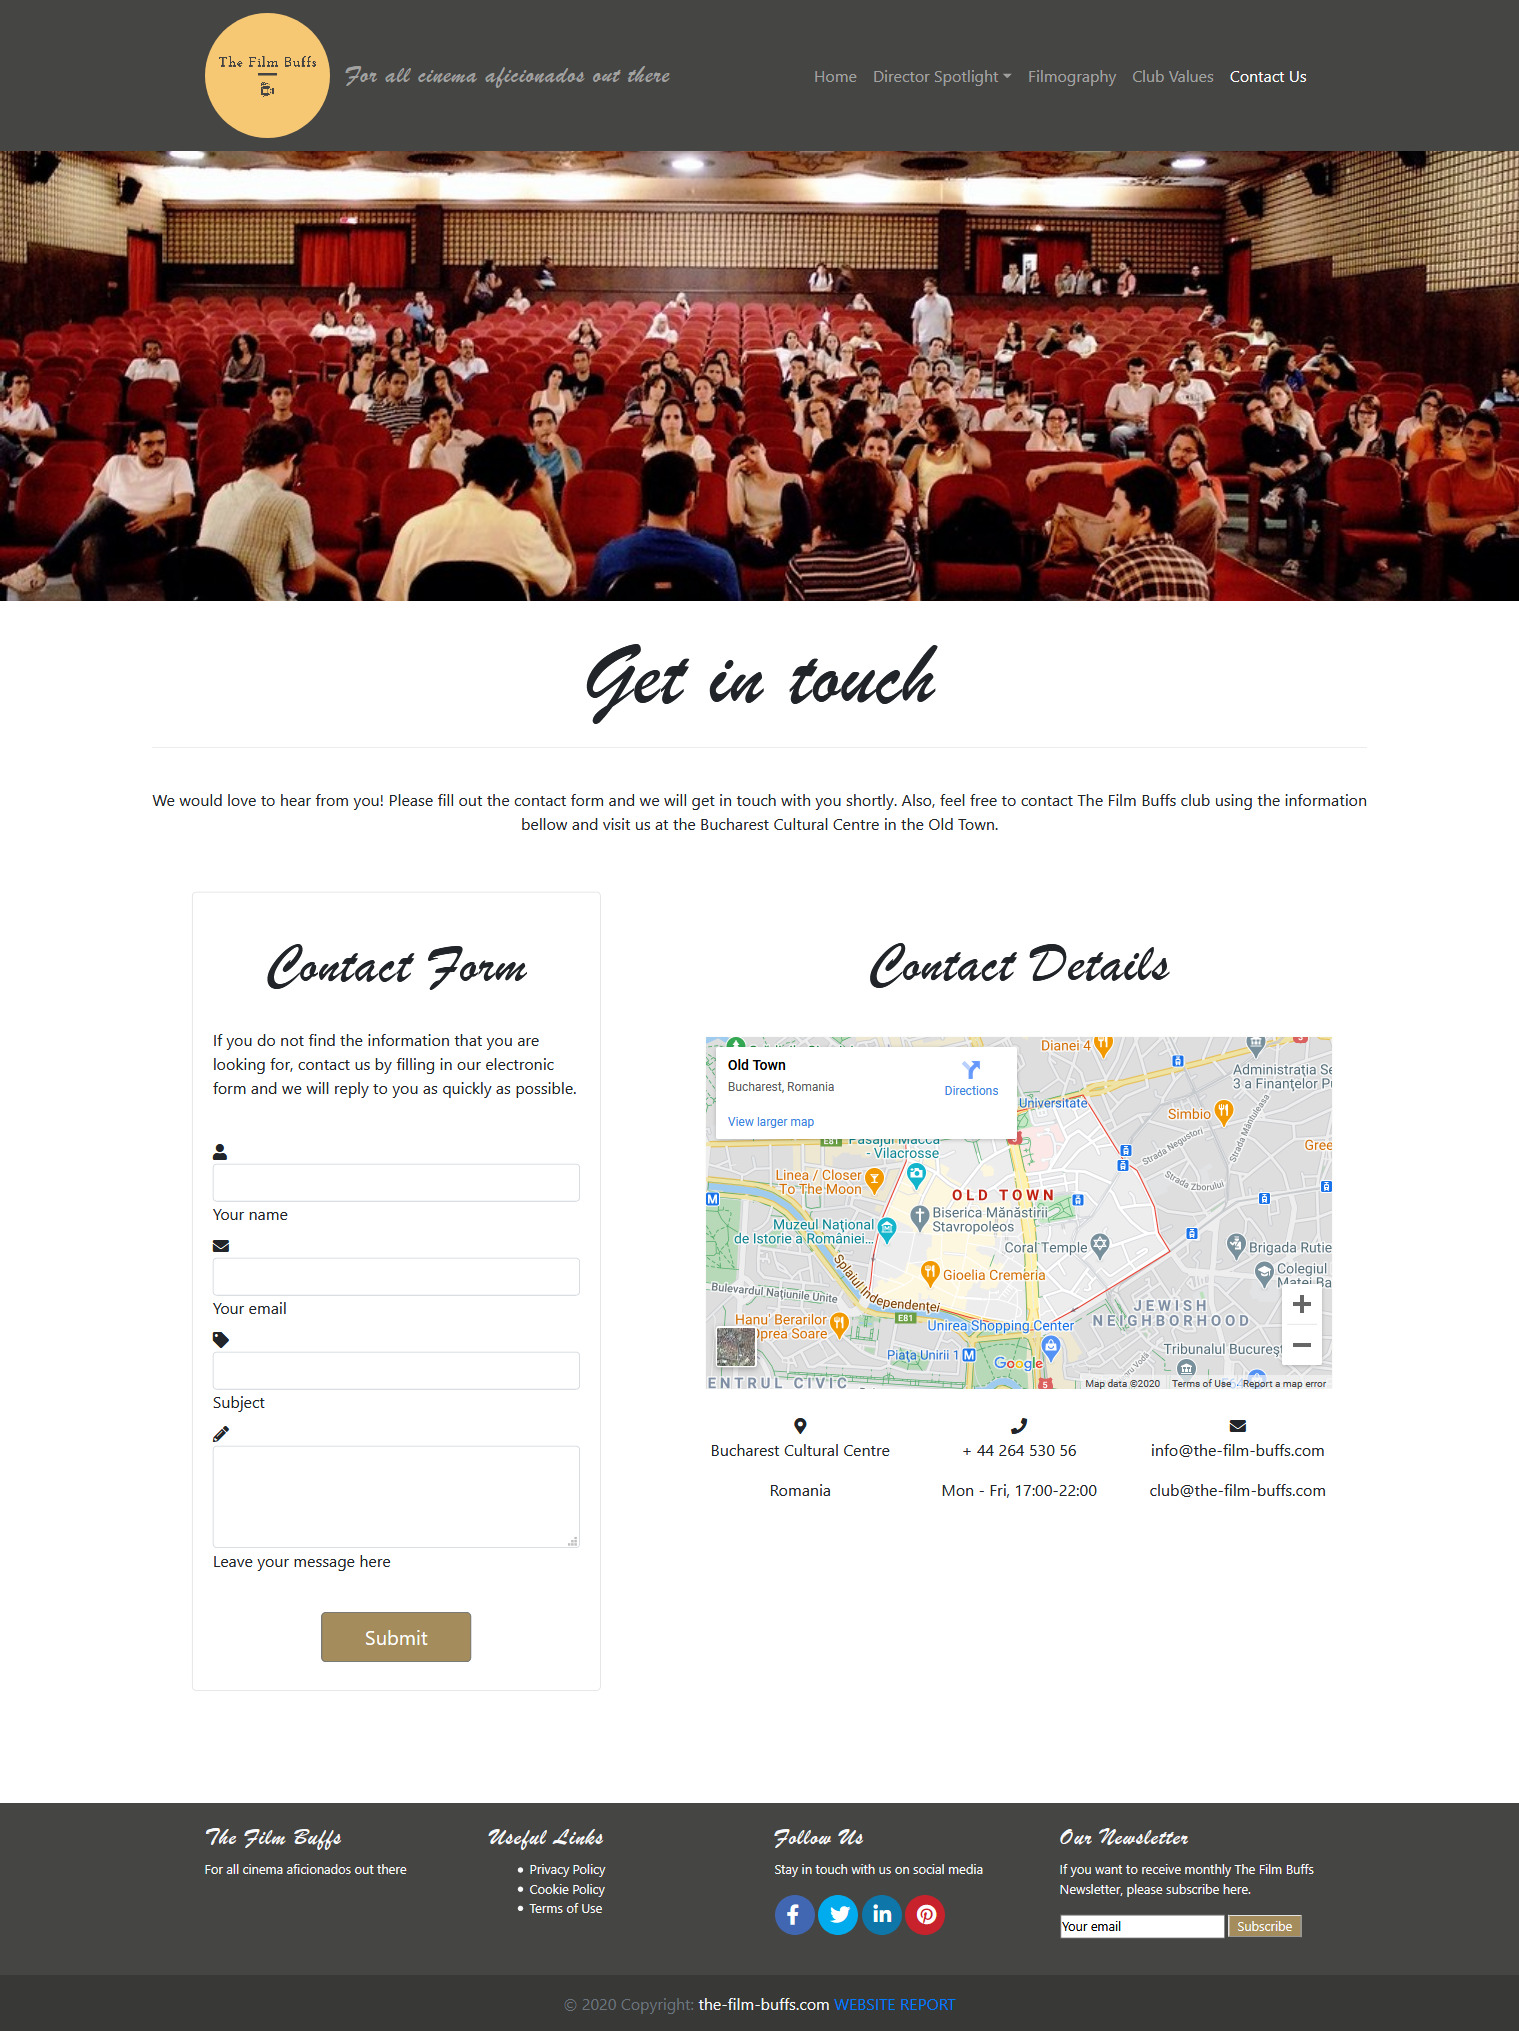 The Film Buffs
For all cinema aficionados out there
Home Director Spotlight Filmography Club Values Contact Us
Get in touch
We would love to hear from you! Please fill out the contact form and we will get in touch with you shortly. Also, feel free to contact The Film Buffs club using the information
bellow and visit us at the Bucharest Cultural Centre in the Old Town.
Contact Form
If you do not find the information that you are
looking for, contact us by filling in our electronic
form and we will reply to you as quickly as possible.
Your name
Your email
Subject
Leave your message here
Submit
Contact Details
Old Town
Bucharest, Romania
Directions
View larger map
Dianei 4
Administrația Se
3 a Finanțelor P
Universitate
Simbio
Strada Negustori
Strada Mântuleasa
Gree
E81
Pasajul Macca
- Vilacrosse
Linea / Closer
To The Moon
Strada Zborului
M
OLD TOWN
Biserica Mănăstirii
Stavropoleos
Muzeul Național
de Istorie a României...
Coral Temple
Brigada Rutie
Colegiul
Matei Ba
Splaiul Independenței
Gioelia Cremeria
Bulevardul Națiunile Unite
JEWISH
NEIGHBORHOOD
Hanu' Berarilor
Oprea Soare
E81
Unirea Shopping Center
Piața Unirii 1 M
Tribunalul Bucureșt
Google
ENTRUL CIVIC
5
Map data ©2020 Terms of Use Report a map error
Bucharest Cultural Centre
Romania
+ 44 264 530 56
Mon - Fri, 17:00-22:00
info@the-film-buffs.com
club@the-film-buffs.com
The Film Buffs
For all cinema aficionados out there
Useful Links
Privacy Policy
Cookie Policy
Terms of Use
Follow Us
Stay in touch with us on social media
Our Newsletter
If you want to receive monthly The Film Buffs
Newsletter, please subscribe here.
Your email Subscribe
© 2020 Copyright: the-film-buffs.com WEBSITE REPORT